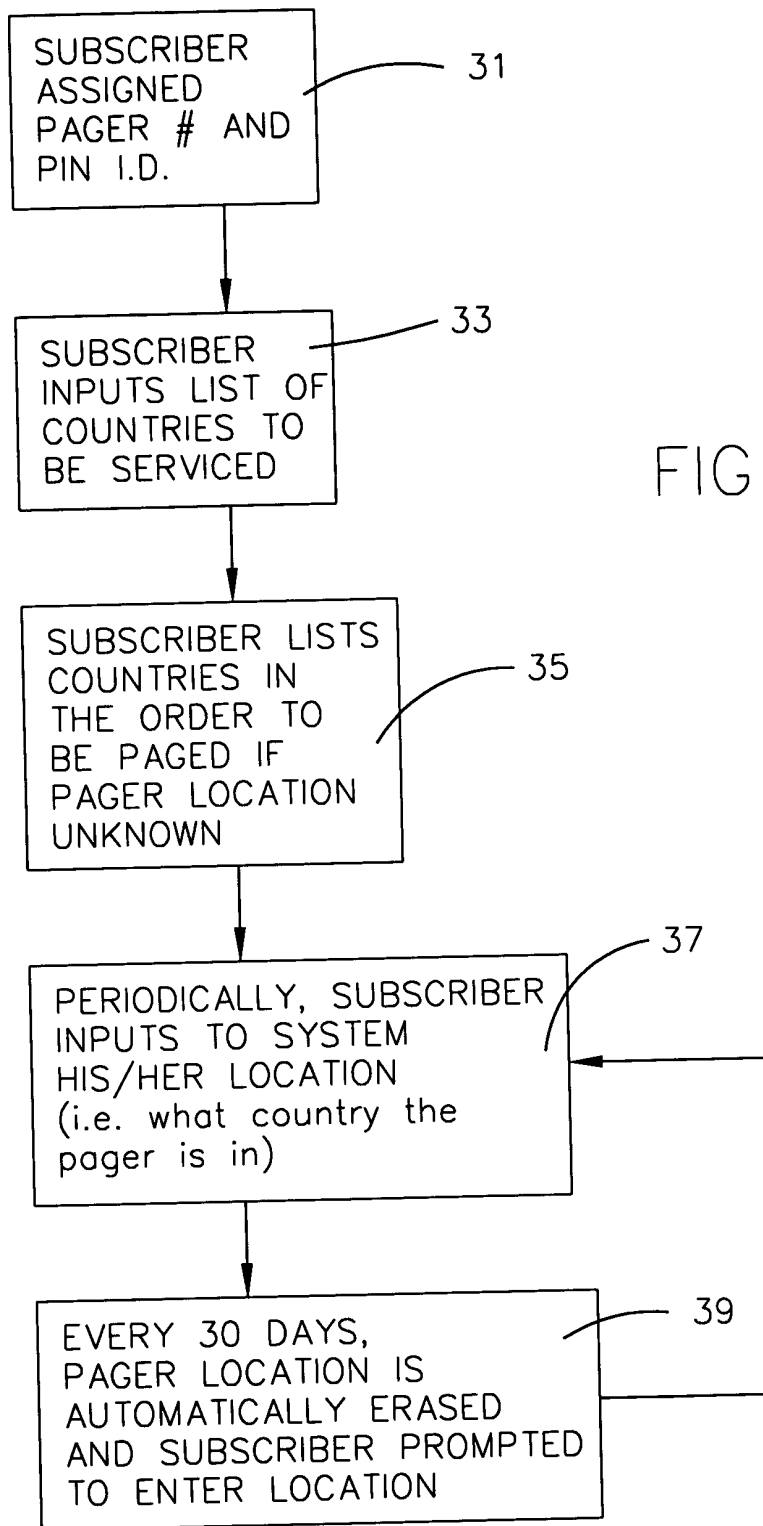 SUBSCRIBER
ASSIGNED
PAGER # AND
PIN I.D.
31
SUBSCRIBER
INPUTS LIST OF
COUNTRIES TO
BE SERVICED
33
FIG
SUBSCRIBER LISTS
COUNTRIES IN
THE ORDER TO
BE PAGED IF
PAGER LOCATION
UNKNOWN
35
PERIODICALLY, SUBSCRIBER
INPUTS TO SYSTEM
HIS/HER LOCATION
(i.e. what country the
pager is in)
37
EVERY 30 DAYS,
PAGER LOCATION IS
AUTOMATICALLY ERASED
AND SUBSCRIBER PROMPTED
TO ENTER LOCATION
39